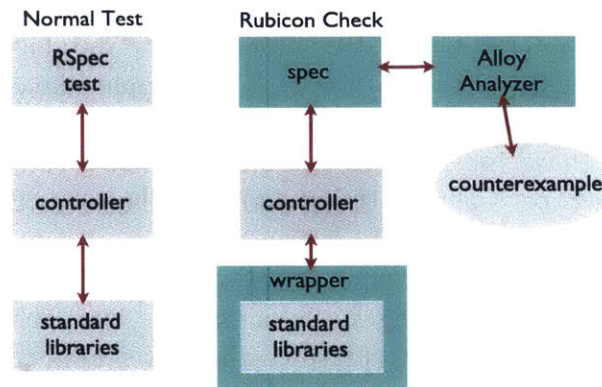 Normal Test
RSpec
test
controller
standard
libraries
Rubicon Check
spec
Alloy
Analyzer
counterexample
controller
wrapper
standard
libraries